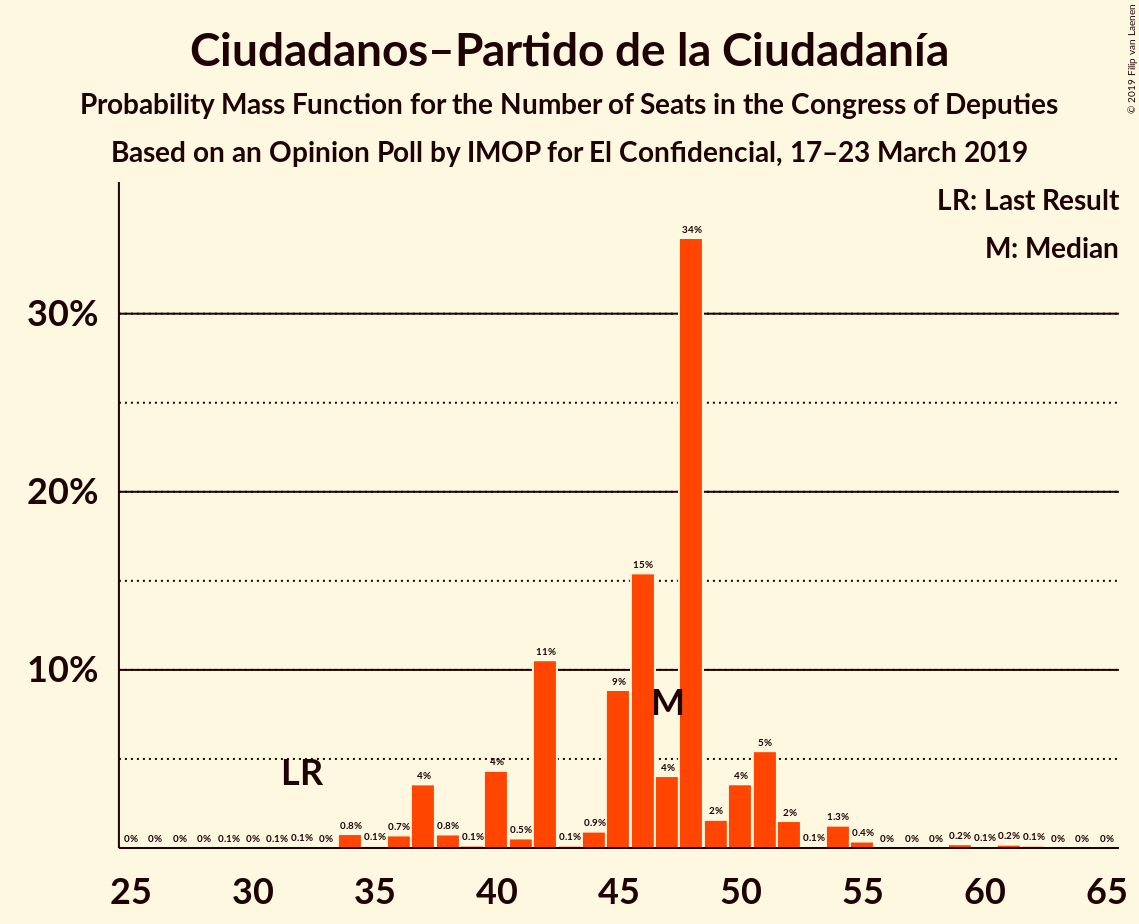 Ciudadanos–Partido de la Ciudadanía
Probability Mass Function for the Number of Seats in the Congress of Deputies
Based on an Opinion Poll by IMOP for El Confidencial, 17–23 March 2019
© 2019 Filip van Laenen
LR: Last Result
M: Median
30%
20%
10%
34%
15%
11%
9%
M
5%
LR
4%
4%
4%
4%
0% 0% 0% 0% 0.1% 0% 0.1% 0.1% 0% 0.8% 0.1% 0.7% 0.8% 0.1% 0.5% 0.1% 0.9% 2% 2% 0.1% 1.3% 0.4% 0% 0% 0% 0.2% 0.1% 0.2% 0.1% 0% 0% 0%
25 30 35 40 45 50 55 60 65